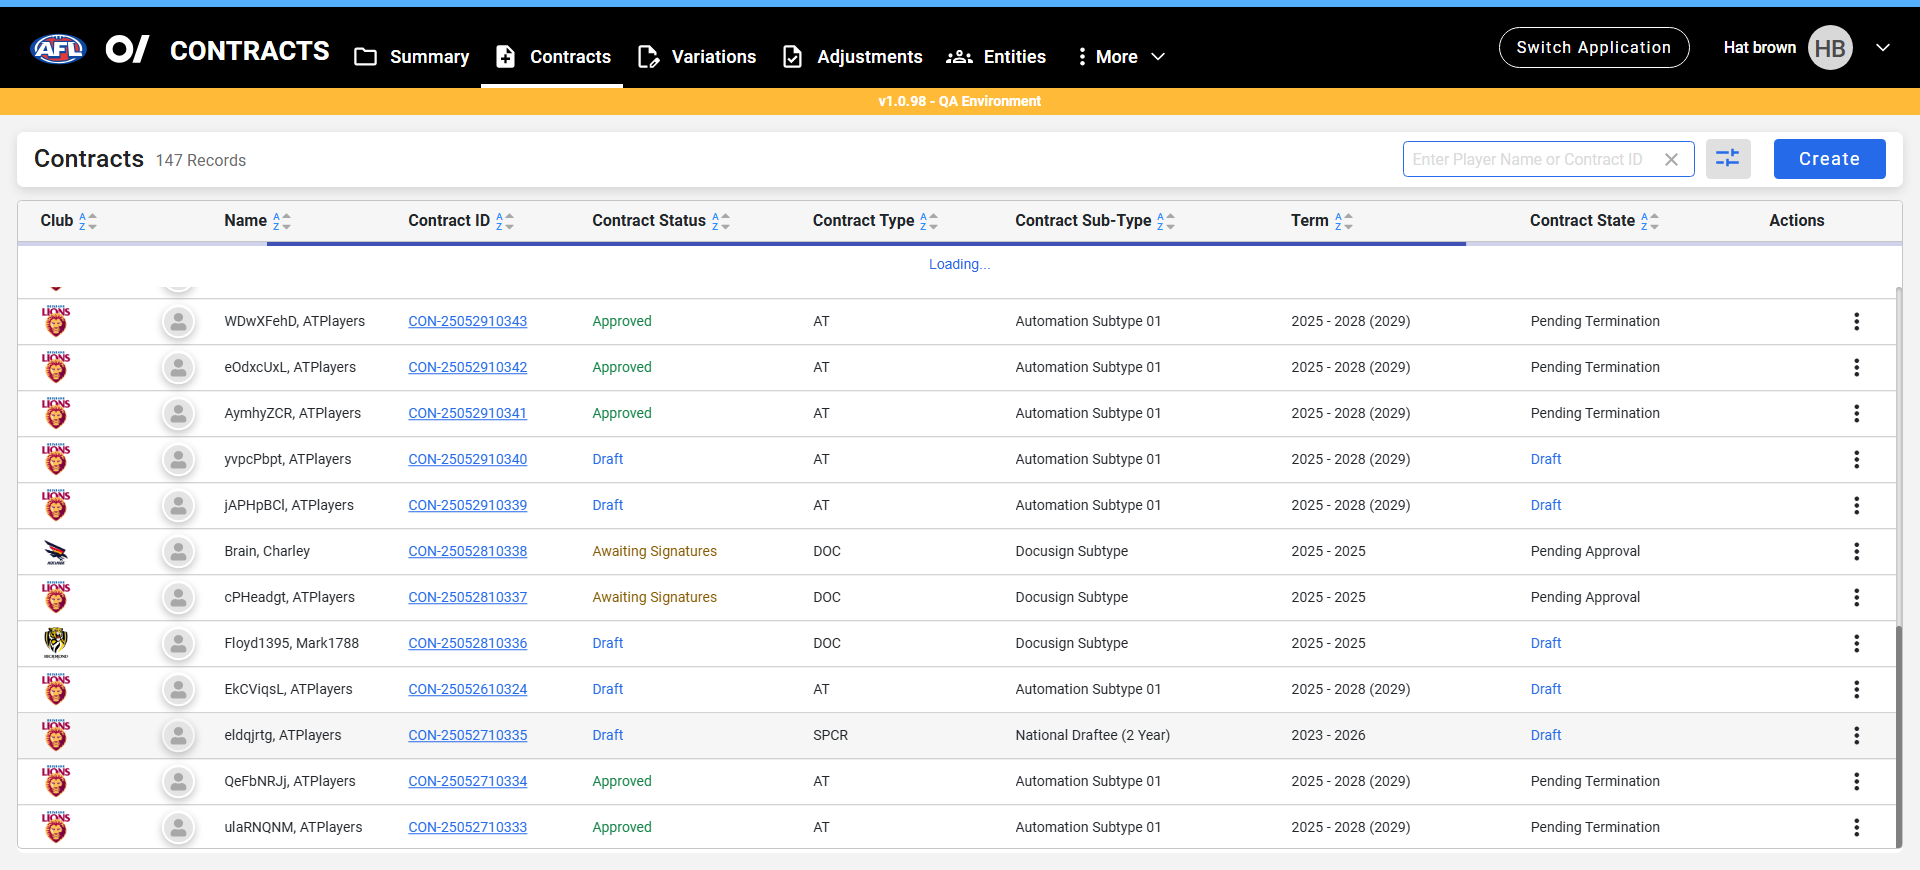 AFL CONTRACTS Summary Contracts Variations Adjustments Entities More Switch Application Hat brown HB
v1.0.98 - QA Environment
Contracts 147 Records Enter Player Name or Contract ID Create
Club Name Contract ID Contract Status Contract Type Contract Sub-Type Term Contract State Actions
Loading...
LIONS WDwXFehD, ATPlayers CON-25052910343 Approved AT Automation Subtype 01 2025 - 2028 (2029) Pending Termination
LIONS eOdxcUxL, ATPlayers CON-25052910342 Approved AT Automation Subtype 01 2025 - 2028 (2029) Pending Termination
LIONS AymhyZCR, ATPlayers CON-25052910341 Approved AT Automation Subtype 01 2025 - 2028 (2029) Pending Termination
LIONS yvpcPbpt, ATPlayers CON-25052910340 Draft AT Automation Subtype 01 2025 - 2028 (2029) Draft
LIONS jAPHpBCl, ATPlayers CON-25052910339 Draft AT Automation Subtype 01 2025 - 2028 (2029) Draft
Brain, Charley CON-25052810338 Awaiting Signatures DOC Docusign Subtype 2025 - 2025 Pending Approval
LIONS cPHeadgt, ATPlayers CON-25052810337 Awaiting Signatures DOC Docusign Subtype 2025 - 2025 Pending Approval
RICHMOND Floyd1395, Mark1788 CON-25052810336 Draft DOC Docusign Subtype 2025 - 2025 Draft
LIONS EkCViqsL, ATPlayers CON-25052610324 Draft AT Automation Subtype 01 2025 - 2028 (2029) Draft
LIONS eldqjrtg, ATPlayers CON-25052710335 Draft SPCR National Draftee (2 Year) 2023 - 2026 Draft
LIONS QeFbNRJj, ATPlayers CON-25052710334 Approved AT Automation Subtype 01 2025 - 2028 (2029) Pending Termination
LIONS ulaRNQNM, ATPlayers CON-25052710333 Approved AT Automation Subtype 01 2025 - 2028 (2029) Pending Termination